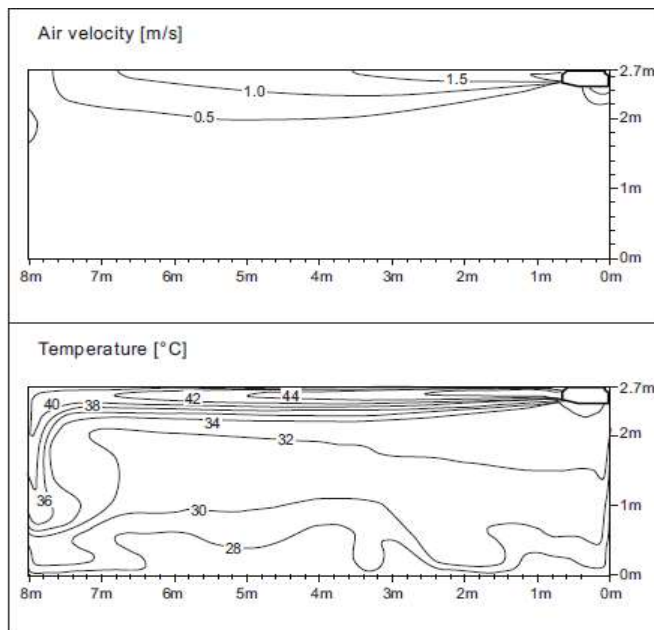 Air velocity [m/s]
2.7m
1.5
1.0
0.5
2m
1m
0m
8m 7m 6m 5m 4m 3m 2m 1m 0m
Temperature [°C]
2.7m
44
42
40 38
34
32
2m
36
1m
30
28
0m
8m 7m 6m 5m 4m 3m 2m 1m 0m